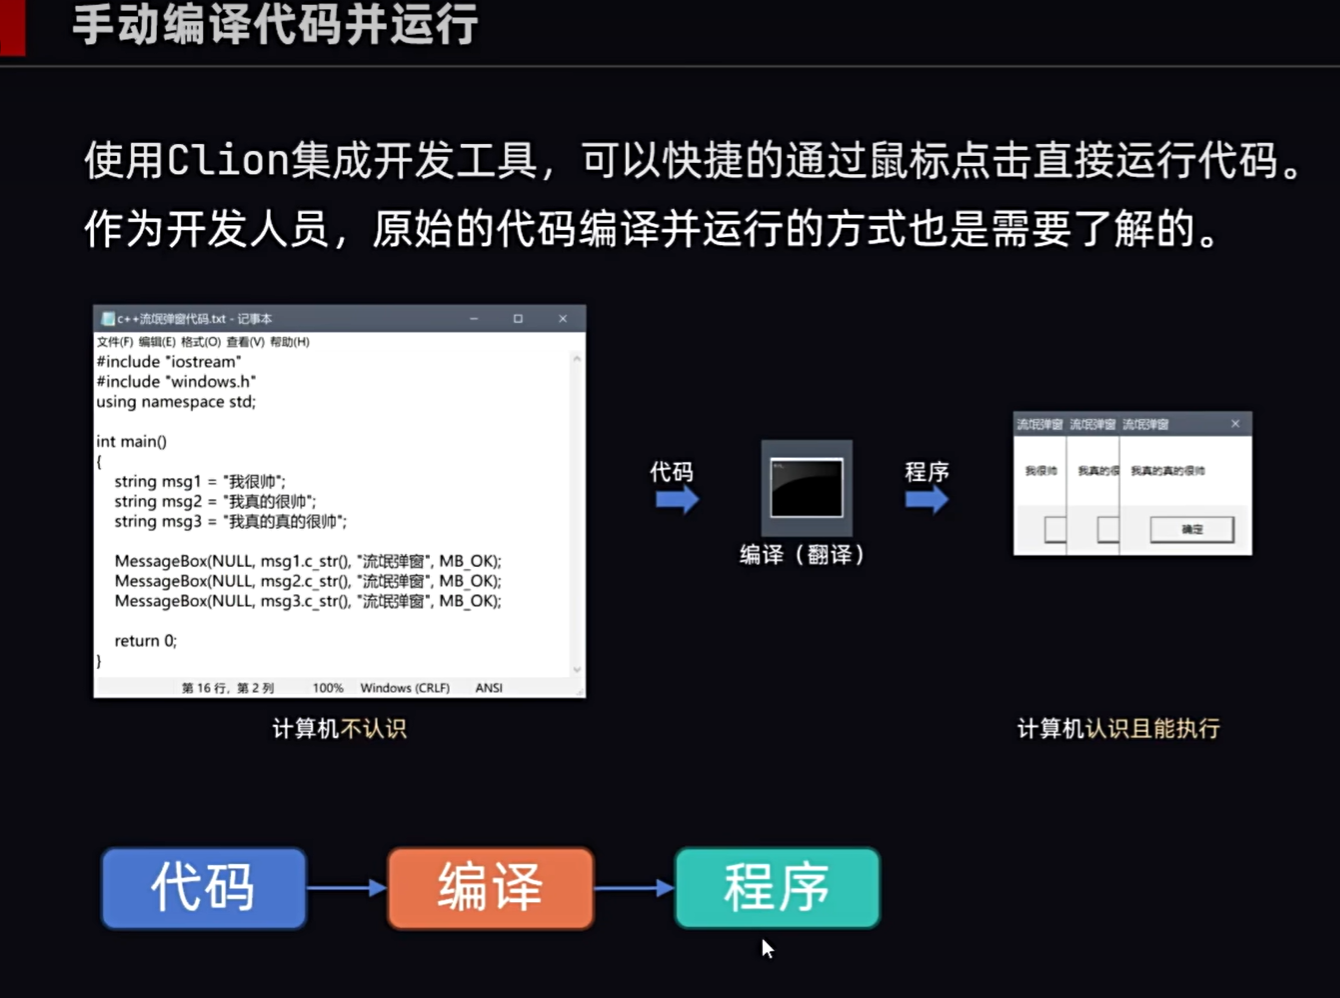 手动编译代码并运行
使用Clion集成开发工具，可以快捷的通过鼠标点击直接运行代码。
作为开发人员，原始的代码编译并运行的方式也是需要了解的。
c++流氓弹窗代码.txt - 记事本
文件(F) 编辑(E) 格式(O) 查看(V) 帮助(H)
#include "iostream"
#include "windows.h"
using namespace std;
int main()
{
string msg1 = "我很帅";
string msg2 = "我真的很帅";
string msg3 = "我真的真的很帅";
MessageBox(NULL, msg1.c_str(), "流氓弹窗", MB_OK);
MessageBox(NULL, msg2.c_str(), "流氓弹窗", MB_OK);
MessageBox(NULL, msg3.c_str(), "流氓弹窗", MB_OK);
return 0;
}
第 16 行，第 2 列 100% Windows (CRLF) ANSI
计算机不认识
代码
编译（翻译）
程序
流氓弹窗 流氓弹窗 流氓弹窗
我很帅 我真的很 我真的真的很帅
确定
计算机认识且能执行
代码 编译 程序